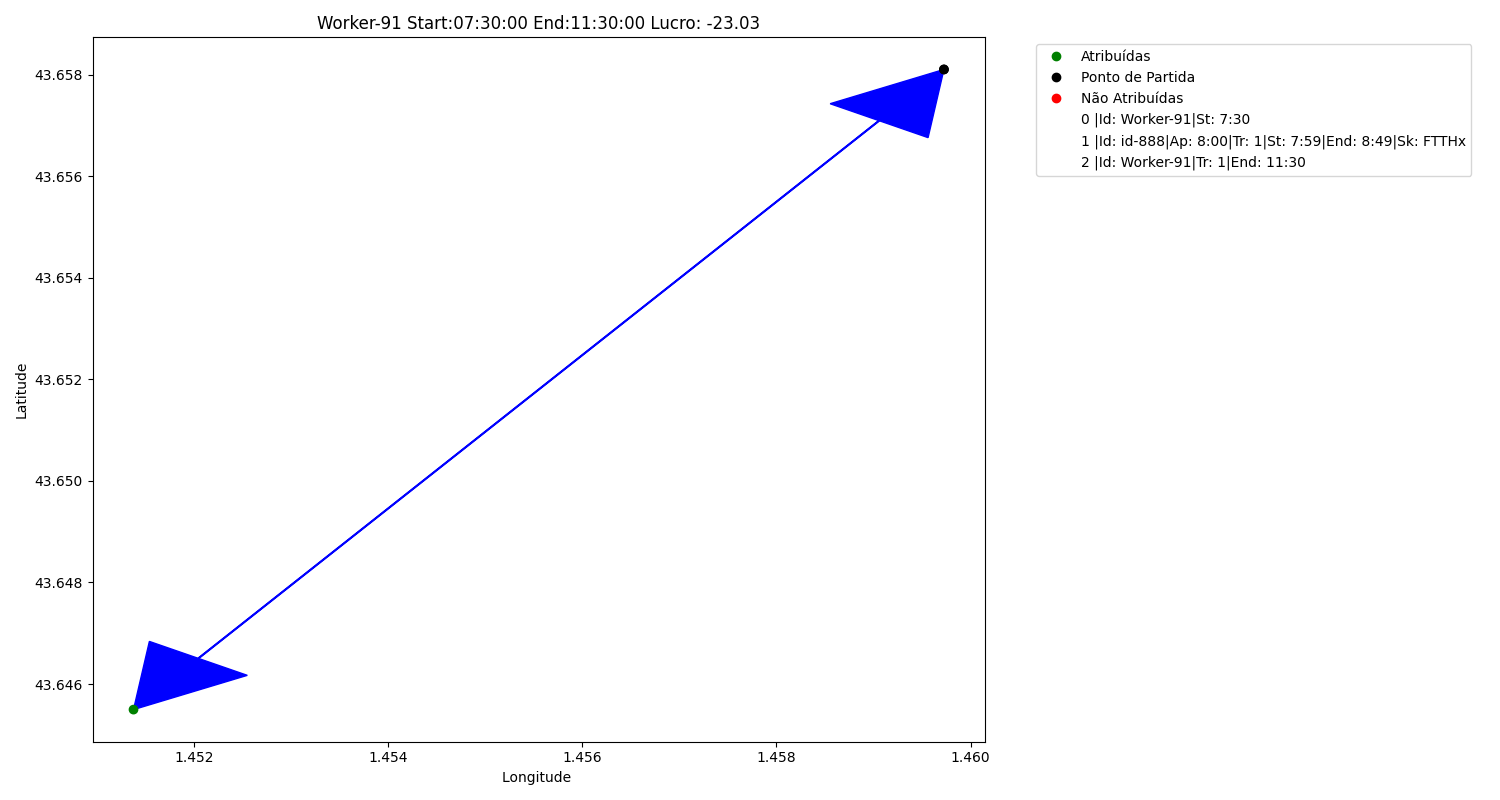 Worker-91 Start:07:30:00 End:11:30:00 Lucro: -23.03
43.658
43.656
43.654
43.652
43.650
43.648
43.646
Latitude
1.452
1.454
1.456
1.458
1.460
Longitude
Atribuídas
Ponto de Partida
Não Atribuídas
0 |Id: Worker-91|St: 7:30
1 |Id: id-888|Ap: 8:00|Tr: 1|St: 7:59|End: 8:49|Sk: FTTHx
2 |Id: Worker-91|Tr: 1|End: 11:30